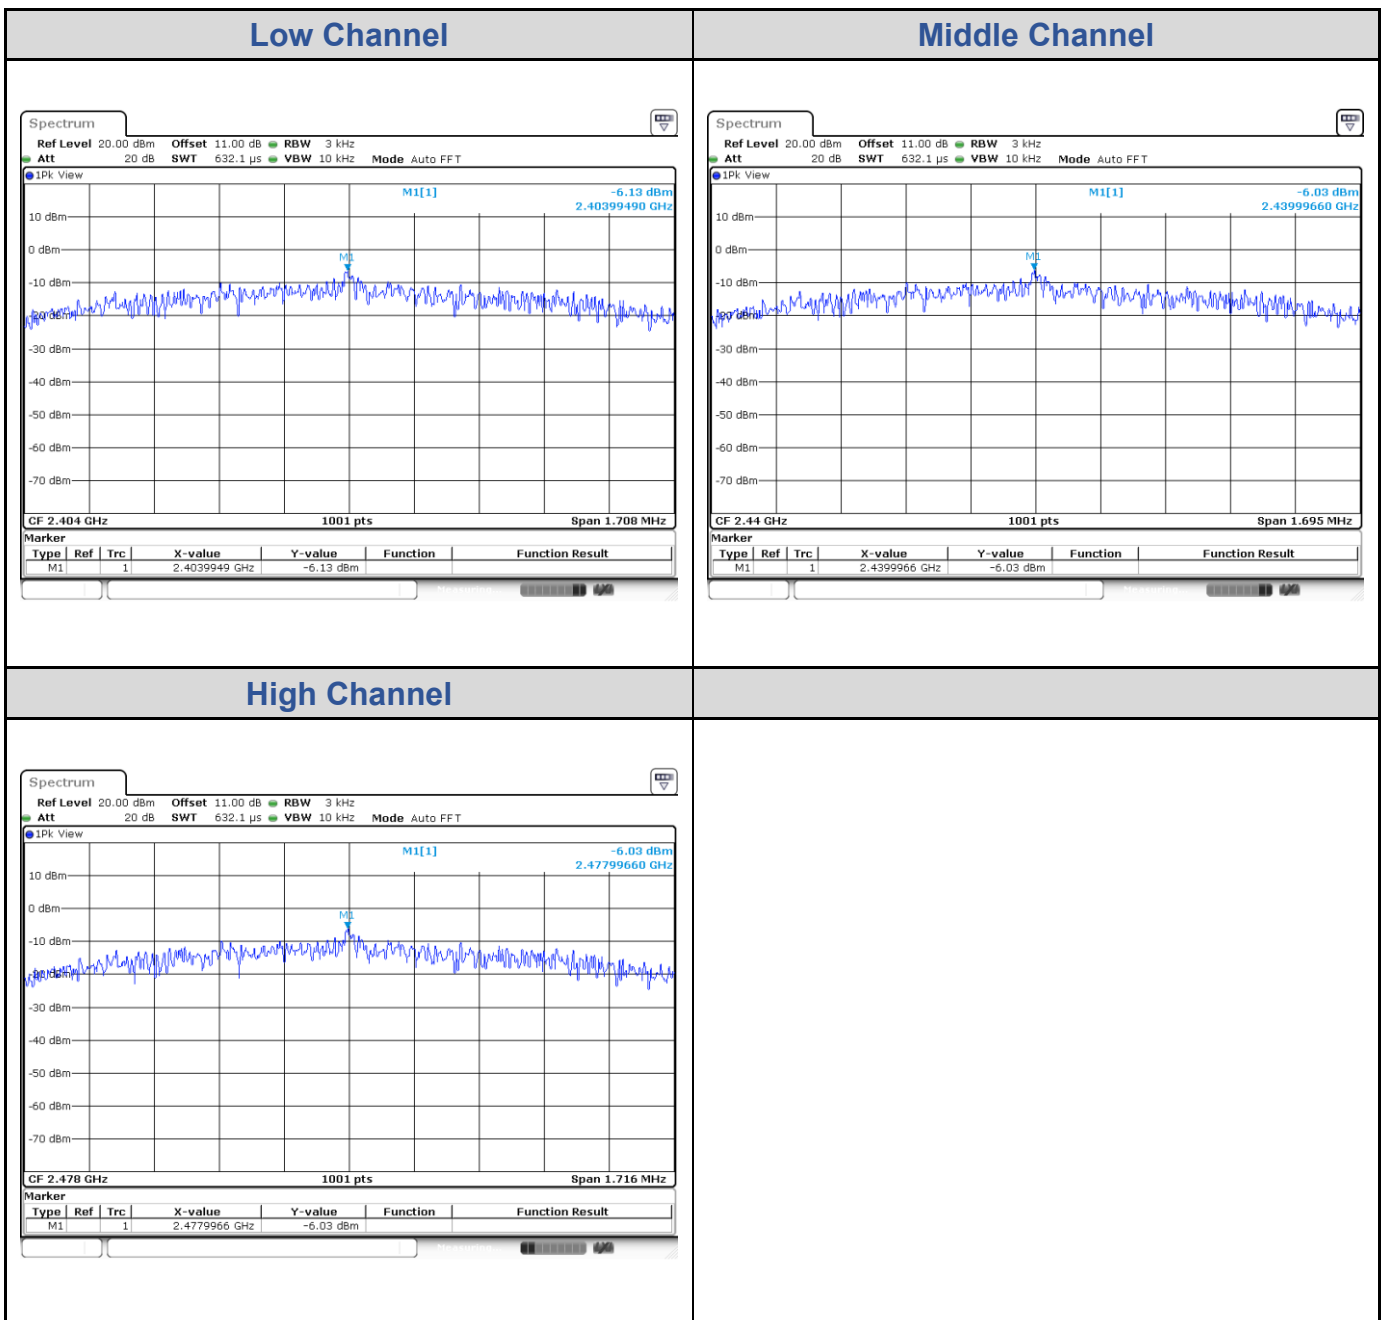 Low Channel
Middle Channel
Spectrum
Ref Level 20.00 dBm Offset 11.00 dB RBW 3 kHz
Att 20 dB SWT 632.1 µs VBW 10 kHz Mode Auto FFT
1Pk View
M1[1] -6.13 dBm
2.40399490 GHz
10 dBm
0 dBm
M1
-10 dBm
-20 dBm
-30 dBm
-40 dBm
-50 dBm
-60 dBm
-70 dBm
CF 2.404 GHz 1001 pts Span 1.708 MHz
Marker
Type Ref Trc X-value Y-value Function Function Result
M1 1 2.4039949 GHz -6.13 dBm
Measuring...
Spectrum
Ref Level 20.00 dBm Offset 11.00 dB RBW 3 kHz
Att 20 dB SWT 632.1 µs VBW 10 kHz Mode Auto FFT
1Pk View
M1[1] -6.03 dBm
2.43999660 GHz
10 dBm
0 dBm
M1
-10 dBm
-20 dBm
-30 dBm
-40 dBm
-50 dBm
-60 dBm
-70 dBm
CF 2.44 GHz 1001 pts Span 1.695 MHz
Marker
Type Ref Trc X-value Y-value Function Function Result
M1 1 2.4399966 GHz -6.03 dBm
Measuring...
High Channel
Spectrum
Ref Level 20.00 dBm Offset 11.00 dB RBW 3 kHz
Att 20 dB SWT 632.1 µs VBW 10 kHz Mode Auto FFT
1Pk View
M1[1] -6.03 dBm
2.47799660 GHz
10 dBm
0 dBm
M1
-10 dBm
-20 dBm
-30 dBm
-40 dBm
-50 dBm
-60 dBm
-70 dBm
CF 2.478 GHz 1001 pts Span 1.716 MHz
Marker
Type Ref Trc X-value Y-value Function Function Result
M1 1 2.4779966 GHz -6.03 dBm
Measuring...